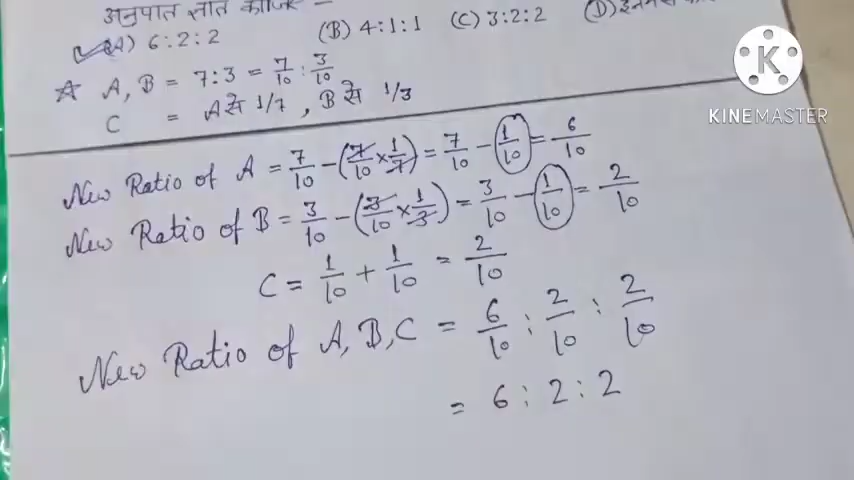 अनुपात ज्ञात कीजिए –
(A) 6:2:2 (B) 4:1:1 (C) 3:2:2 (D) इनमें से
A, B = 7:3 = 7/10 : 3/10
C = A से 1/7, B से 1/3
New Ratio of A = 7/10 - (7/10 × 1/7) = 7/10 - 1/10 = 6/10
New Ratio of B = 3/10 - (3/10 × 1/3) = 3/10 - 1/10 = 2/10
C = 1/10 + 1/10 = 2/10
New Ratio of A, B, C = 6/10 : 2/10 : 2/10
= 6 : 2 : 2
KINEMASTER